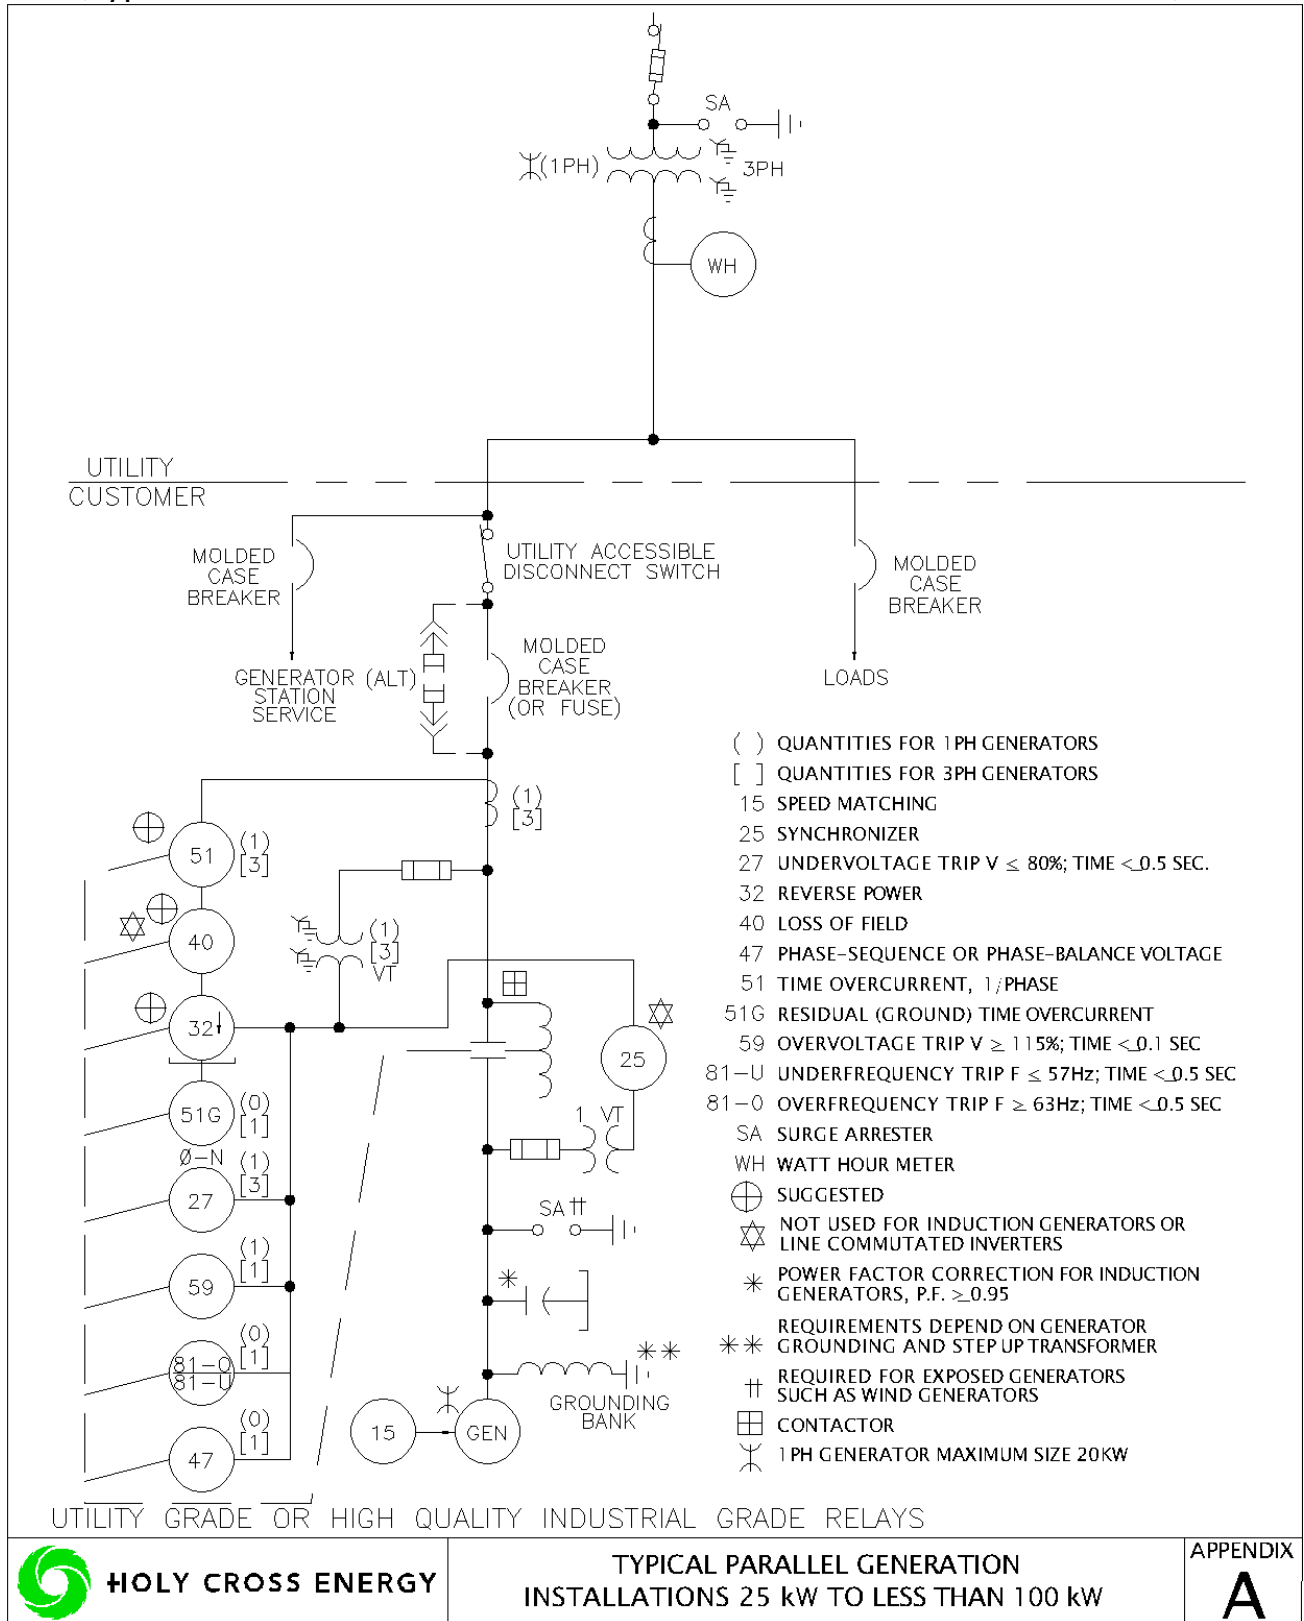 SA
(1PH)
3PH
WH
UTILITY
CUSTOMER
MOLDED
CASE
BREAKER
UTILITY ACCESSIBLE
DISCONNECT SWITCH
MOLDED
CASE
BREAKER
GENERATOR
STATION
SERVICE
(ALT)
MOLDED
CASE
BREAKER
(OR FUSE)
LOADS
( ) QUANTITIES FOR 1PH GENERATORS
[ ] QUANTITIES FOR 3PH GENERATORS
15 SPEED MATCHING
25 SYNCHRONIZER
27 UNDERVOLTAGE TRIP V ≤ 80%; TIME <0.5 SEC.
32 REVERSE POWER
40 LOSS OF FIELD
47 PHASE-SEQUENCE OR PHASE-BALANCE VOLTAGE
51 TIME OVERCURRENT, 1/PHASE
51G RESIDUAL (GROUND) TIME OVERCURRENT
59 OVERVOLTAGE TRIP V ≥ 115%; TIME <0.1 SEC
81-U UNDERFREQUENCY TRIP F ≤ 57Hz; TIME <0.5 SEC
81-O OVERFREQUENCY TRIP F ≥ 63Hz; TIME <0.5 SEC
SA SURGE ARRESTER
WH WATT HOUR METER
SUGGESTED
NOT USED FOR INDUCTION GENERATORS OR
LINE COMMUTATED INVERTERS
* POWER FACTOR CORRECTION FOR INDUCTION
GENERATORS, P.F. ≥0.95
REQUIREMENTS DEPEND ON GENERATOR
** GROUNDING AND STEP UP TRANSFORMER
REQUIRED FOR EXPOSED GENERATORS
SUCH AS WIND GENERATORS
CONTACTOR
1PH GENERATOR MAXIMUM SIZE 20KW
(1)
[3]
51
(1)
[3]
40
(1)
[3]
VT
32
25
51G
(0)
[1]
1 VT
Ø-N
27
(1)
[3]
SA
59
(1)
[1]
*
81-O
81-U
(0)
[1]
**
GROUNDING
BANK
47
(0)
[1]
15
GEN
UTILITY GRADE OR HIGH QUALITY INDUSTRIAL GRADE RELAYS
HOLY CROSS ENERGY
TYPICAL PARALLEL GENERATION
INSTALLATIONS 25 kW TO LESS THAN 100 kW
APPENDIX
A